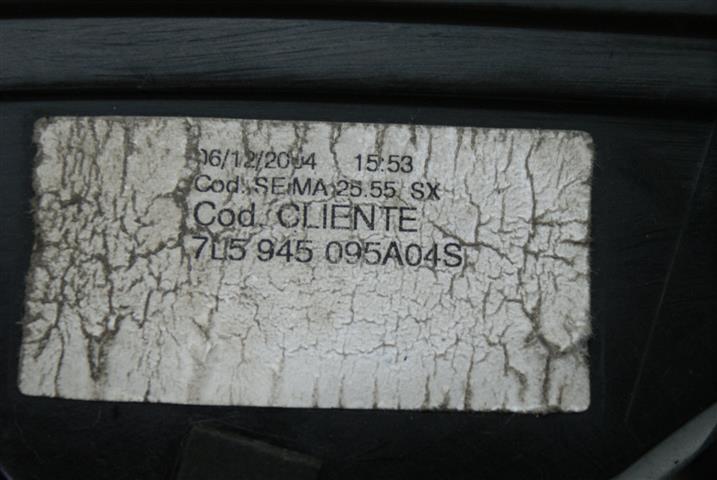 06/12/2004 15:53
Cod. SEIMA 25.55 SX
Cod. CLIENTE
7L5 945 095A04S